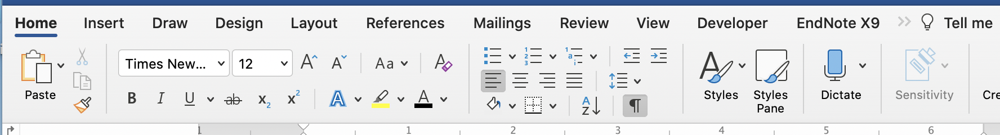 Home Insert Draw Design Layout References Mailings Review View Developer EndNote X9 Tell me
Times New... 12 A A Aa A
B I U ab x2 x2 A A
Paste Styles Styles Pane Dictate Sensitivity Cre
A Z ¶
1 1 2 3 4 5 6